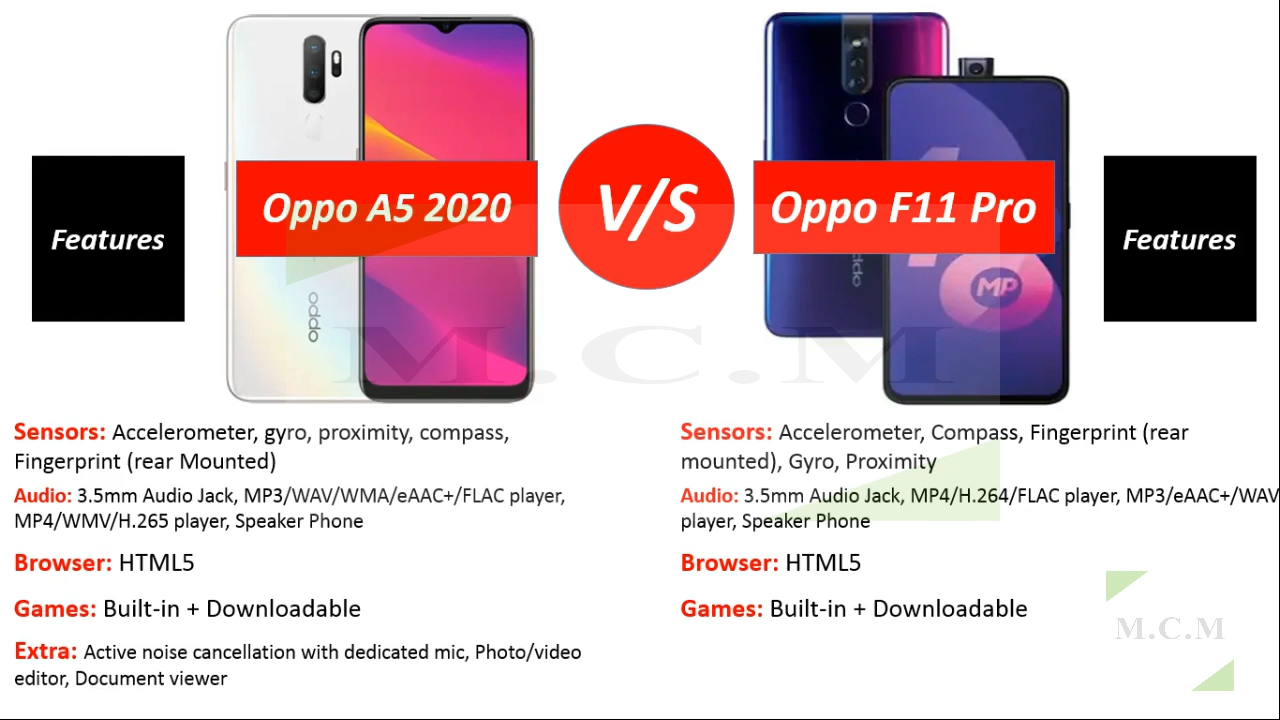 Oppo A5 2020
V/S
Oppo F11 Pro
Features
Features
oppo
oppo
MP
M.C.M
Sensors: Accelerometer, gyro, proximity, compass,
Fingerprint (rear Mounted)
Audio: 3.5mm Audio Jack, MP3/WAV/WMA/eAAC+/FLAC player,
MP4/WMV/H.265 player, Speaker Phone
Browser: HTML5
Games: Built-in + Downloadable
Extra: Active noise cancellation with dedicated mic, Photo/video
editor, Document viewer
Sensors: Accelerometer, Compass, Fingerprint (rear
mounted), Gyro, Proximity
Audio: 3.5mm Audio Jack, MP4/H.264/FLAC player, MP3/eAAC+/WAV
player, Speaker Phone
Browser: HTML5
Games: Built-in + Downloadable
M.C.M